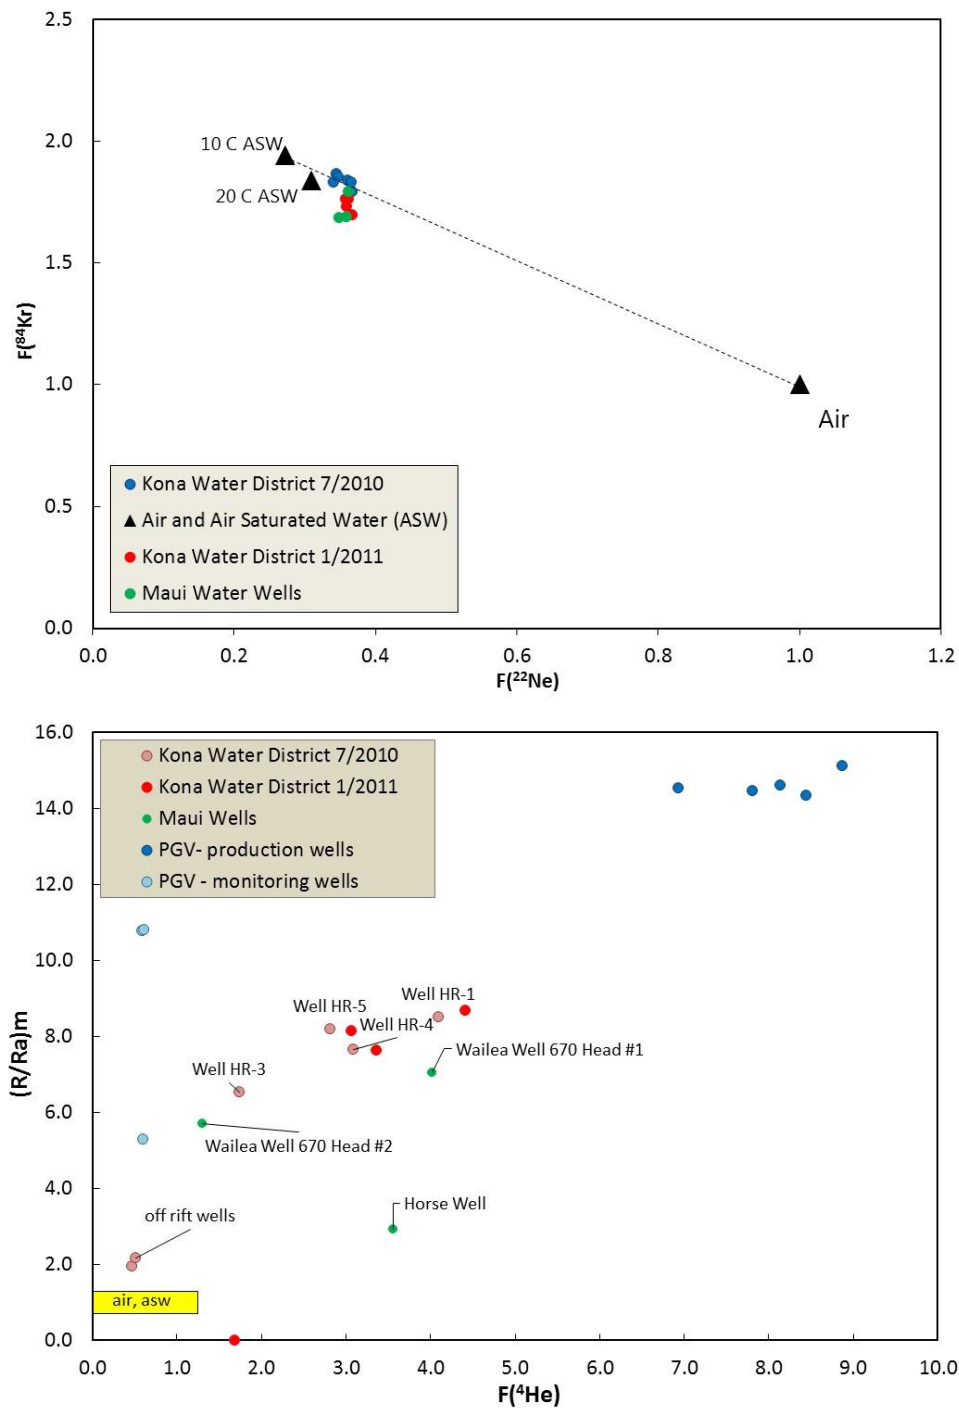 2.5
2.0
1.5
1.0
0.5
0.0
F(⁸⁴Kr)
10 C ASW
20 C ASW
Air
Kona Water District 7/2010
Air and Air Saturated Water (ASW)
Kona Water District 1/2011
Maui Water Wells
0.0 0.2 0.4 0.6 0.8 1.0 1.2
F(²²Ne)
16.0
14.0
12.0
10.0
8.0
6.0
4.0
2.0
0.0
(R/Ra)m
Kona Water District 7/2010
Kona Water District 1/2011
Maui Wells
PGV- production wells
PGV - monitoring wells
Well HR-1
Well HR-5
Well HR-4
Wailea Well 670 Head #1
Well HR-3
Wailea Well 670 Head #2
Horse Well
off rift wells
air, asw
0.0 1.0 2.0 3.0 4.0 5.0 6.0 7.0 8.0 9.0 10.0
F(⁴He)